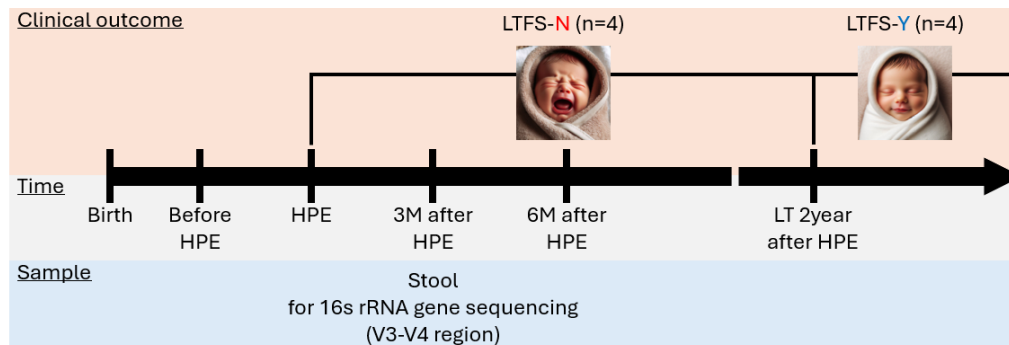 Clinical outcome
LTFS-N (n=4)
LTFS-Y (n=4)
Time
Birth
Before
HPE
HPE
3M after
HPE
6M after
HPE
LT 2year
after HPE
Sample
Stool
for 16s rRNA gene sequencing
(V3-V4 region)